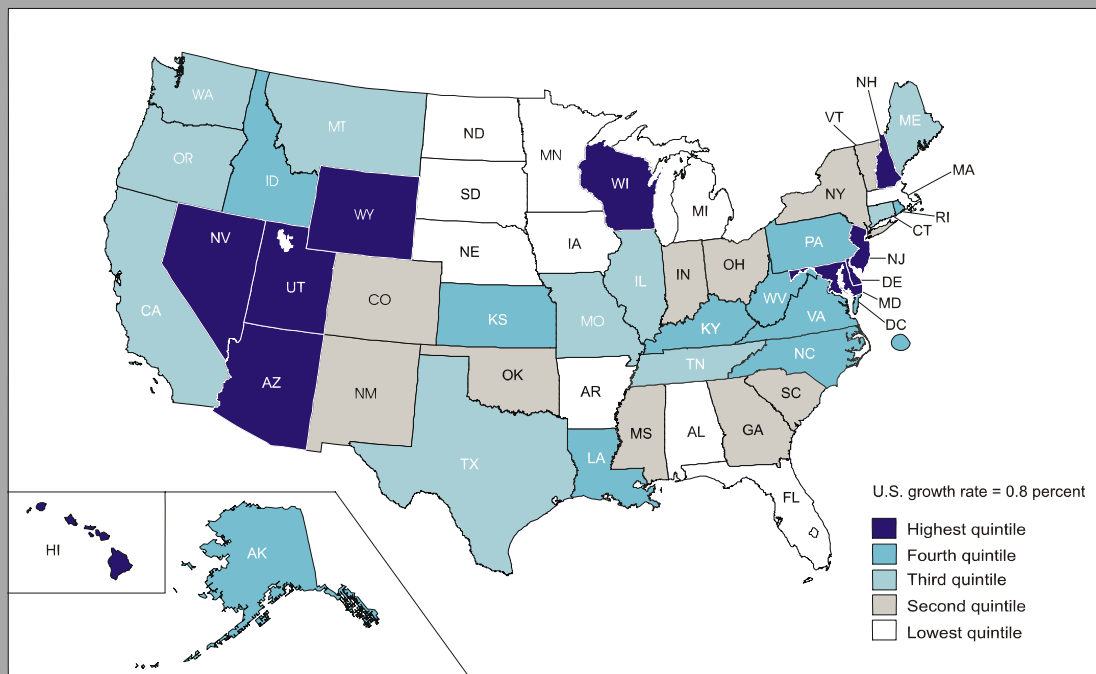 NH
VT
WA
ME
MT
ND
MN
OR
MA
ID
SD
WI
NY
WY
MI
RI
CT
NV
NE
IA
PA
NJ
OH
IN
IL
UT
DE
CO
WV
MD
CA
KS
MO
VA
DC
KY
NC
TN
OK
AZ
AR
NM
SC
MS
AL
GA
LA
TX
FL
U.S. growth rate = 0.8 percent
Highest quintile
Fourth quintile
Third quintile
Second quintile
Lowest quintile
HI
AK